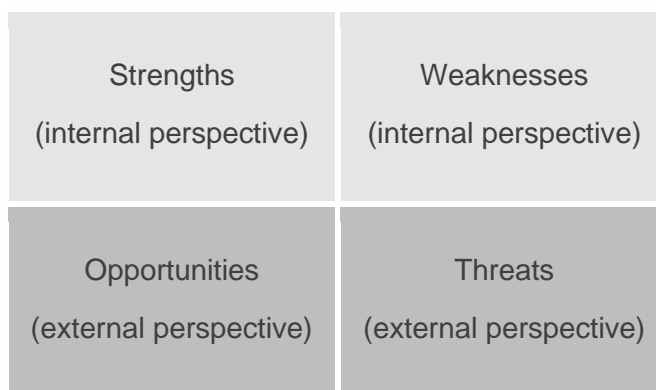 Strengths
(internal perspective)
Weaknesses
(internal perspective)
Opportunities
(external perspective)
Threats
(external perspective)